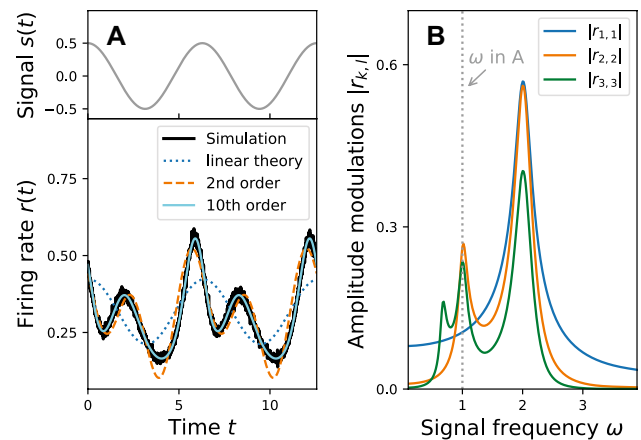 A
Signal s(t)
0.5
0.0
−0.5
Simulation
linear theory
2nd order
10th order
Firing rate r(t)
0.75
0.50
0.25
0
5
10
Time t
B
ω in A
|r1,1|
|r2,2|
|r3,3|
Amplitude modulations |rk,l|
0.6
0.3
0.0
1
2
3
Signal frequency ω